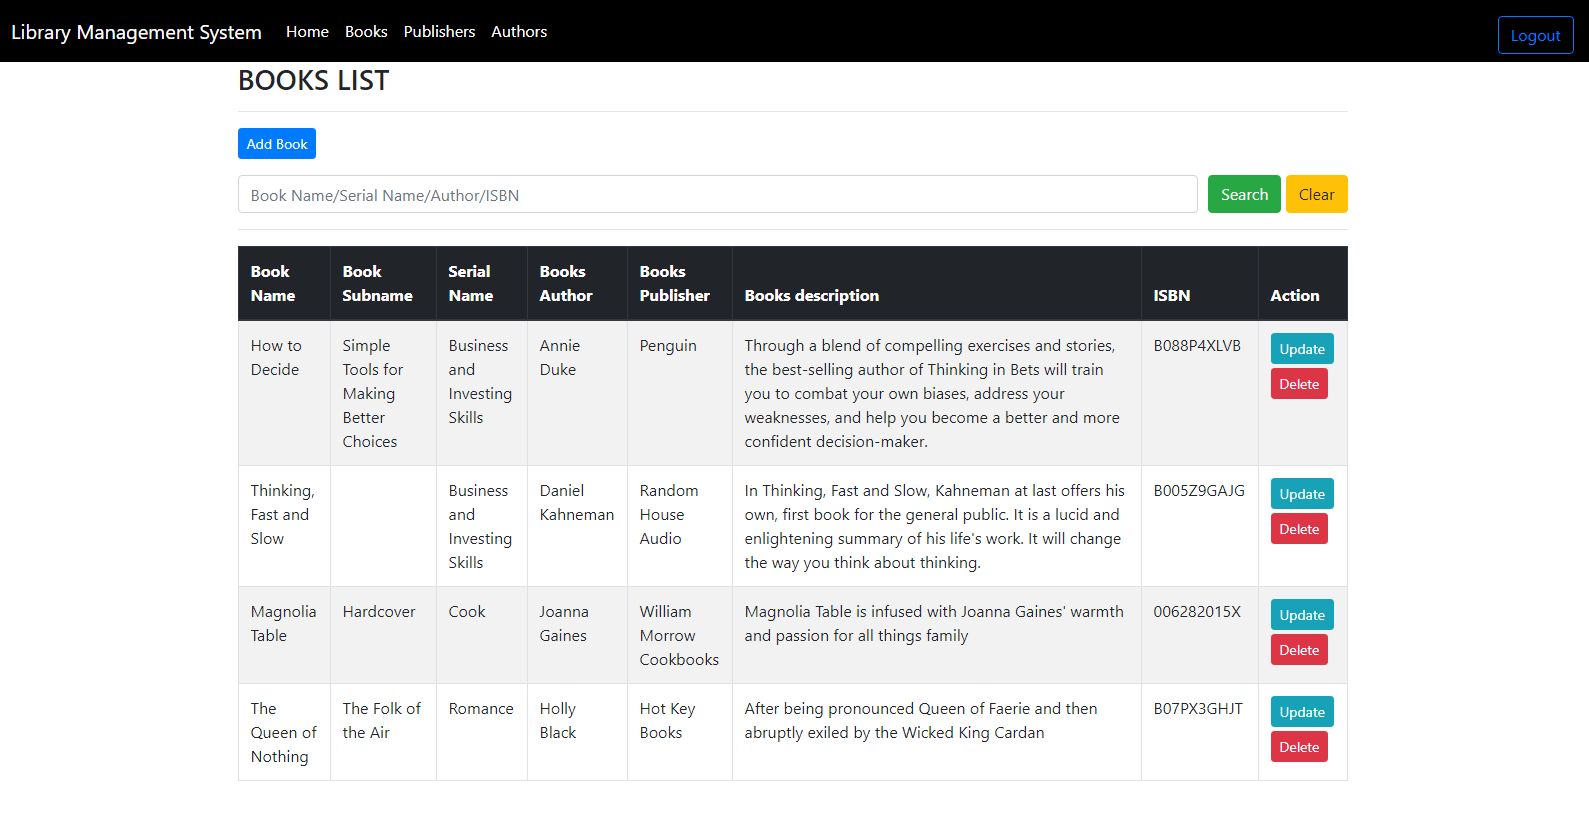 Library Management System Home Books Publishers Authors Logout
BOOKS LIST
Add Book
Book Name/Serial Name/Author/ISBN Search Clear
Book Name
Book Subname
Serial Name
Books Author
Books Publisher
Books description
ISBN
Action
How to
Decide
Simple
Tools for
Making
Better
Choices
Business
and
Investing
Skills
Annie
Duke
Penguin
Through a blend of compelling exercises and stories,
the best-selling author of Thinking in Bets will train
you to combat your own biases, address your
weaknesses, and help you become a better and more
confident decision-maker.
B088P4XLVB
Update
Delete
Thinking,
Fast and
Slow
Business
and
Investing
Skills
Daniel
Kahneman
Random
House
Audio
In Thinking, Fast and Slow, Kahneman at last offers his
own, first book for the general public. It is a lucid and
enlightening summary of his life's work. It will change
the way you think about thinking.
B005Z9GAJG
Update
Delete
Magnolia
Table
Hardcover
Cook
Joanna
Gaines
William
Morrow
Cookbooks
Magnolia Table is infused with Joanna Gaines' warmth
and passion for all things family
006282015X
Update
Delete
The
Queen of
Nothing
The Folk of
the Air
Romance
Holly
Black
Hot Key
Books
After being pronounced Queen of Faerie and then
abruptly exiled by the Wicked King Cardan
B07PX3GHJT
Update
Delete